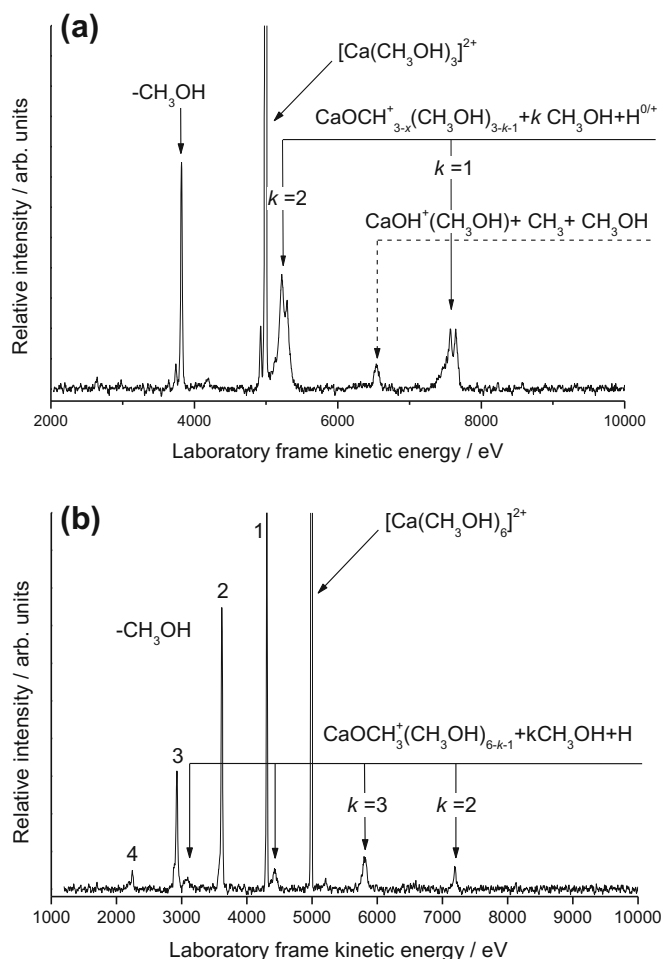 (a)
[Ca(CH₃OH)₃]²⁺
-CH₃OH
CaOCH⁺₃₋ₓ(CH₃OH)₃₋ₖ₋₁+k CH₃OH+H⁰ᐟ⁺
k =2
k =1
CaOH⁺(CH₃OH)+ CH₃+ CH₃OH
Relative intensity / arb. units
2000 4000 6000 8000 10000
Laboratory frame kinetic energy / eV
(b)
1
[Ca(CH₃OH)₆]²⁺
2
-CH₃OH
CaOCH₃⁺(CH₃OH)₆₋ₖ₋₁+kCH₃OH+H
3
k =3
k =2
4
Relative intensity / arb. units
1000 2000 3000 4000 5000 6000 7000 8000 9000 10000
Laboratory frame kinetic energy / eV